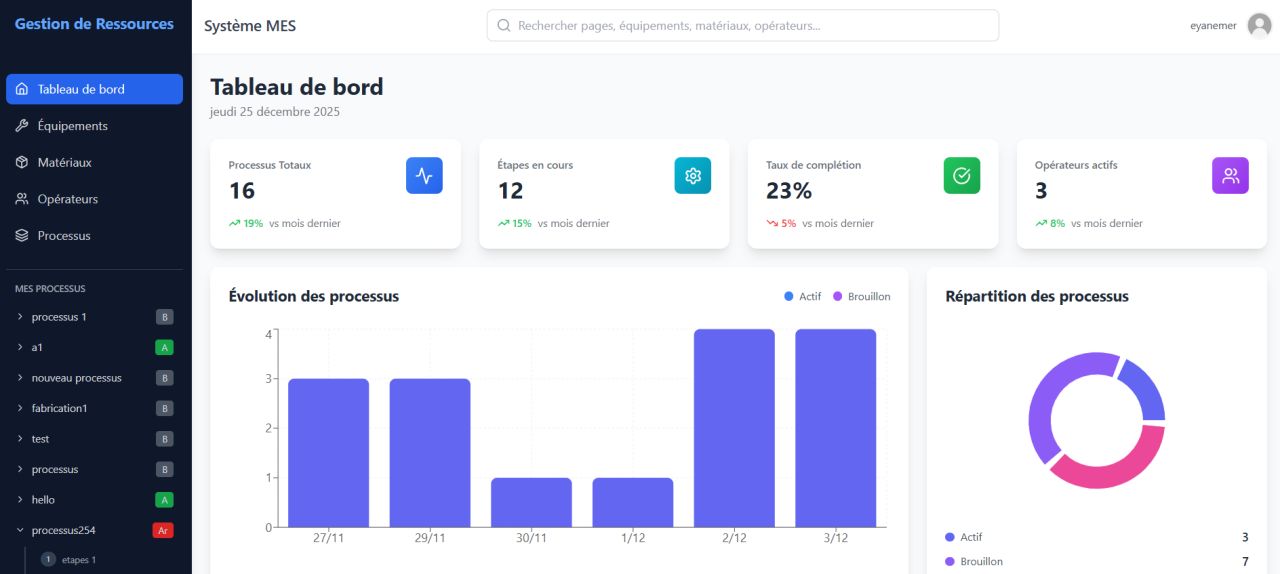 Gestion de Ressources
Tableau de bord
Équipements
Matériaux
Opérateurs
Processus
MES PROCESSUS
processus 1 B
a1 A
nouveau processus B
fabrication1 B
test B
processus B
hello A
processus254 Ar
1 etapes 1
Système MES
Rechercher pages, équipements, matériaux, opérateurs...
eyanemer
Tableau de bord
jeudi 25 décembre 2025
Processus Totaux
16
19% vs mois dernier
Étapes en cours
12
15% vs mois dernier
Taux de complétion
23%
5% vs mois dernier
Opérateurs actifs
3
8% vs mois dernier
Évolution des processus
Actif Brouillon
4
3
2
1
0
27/11 29/11 30/11 1/12 2/12 3/12
Répartition des processus
Actif 3
Brouillon 7